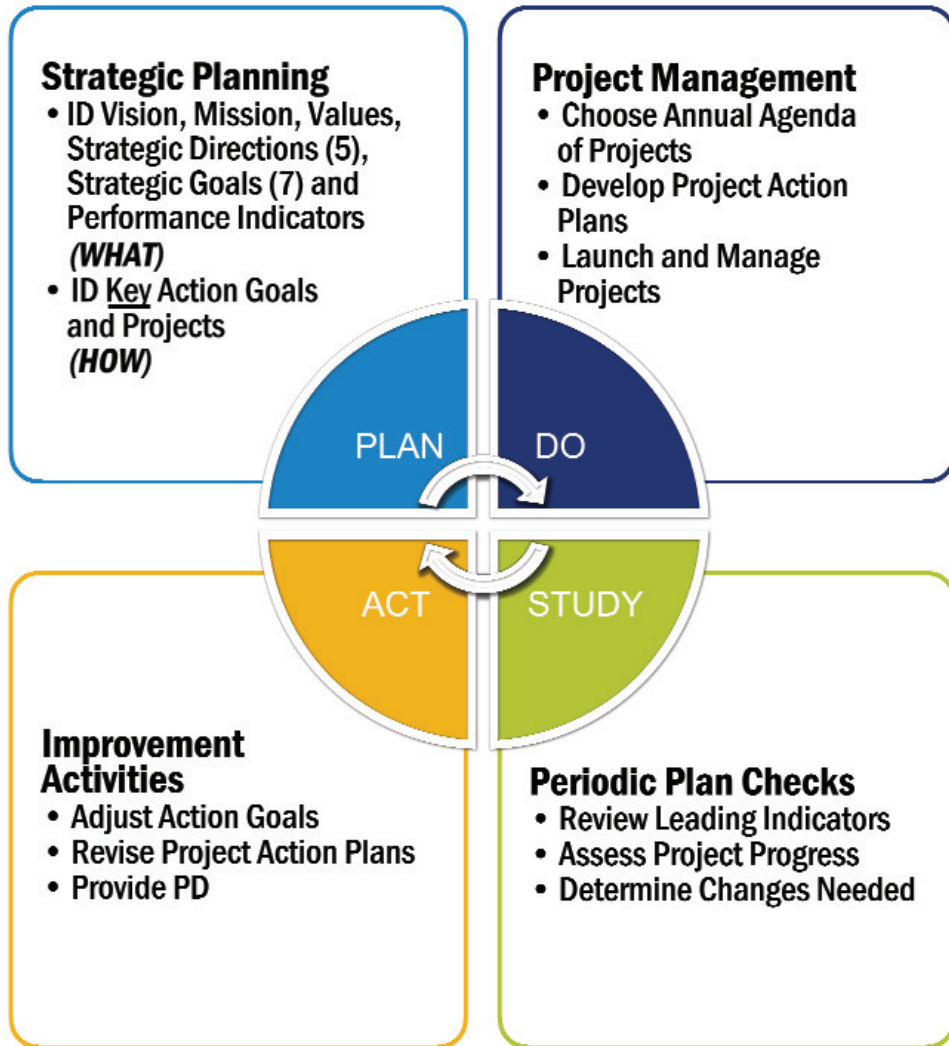 Strategic Planning
• ID Vision, Mission, Values,
Strategic Directions (5),
Strategic Goals (7) and
Performance Indicators
(WHAT)
• ID Key Action Goals
and Projects
(HOW)
Project Management
• Choose Annual Agenda
of Projects
• Develop Project Action
Plans
• Launch and Manage
Projects
PLAN
DO
ACT
STUDY
Improvement
Activities
• Adjust Action Goals
• Revise Project Action Plans
• Provide PD
Periodic Plan Checks
• Review Leading Indicators
• Assess Project Progress
• Determine Changes Needed